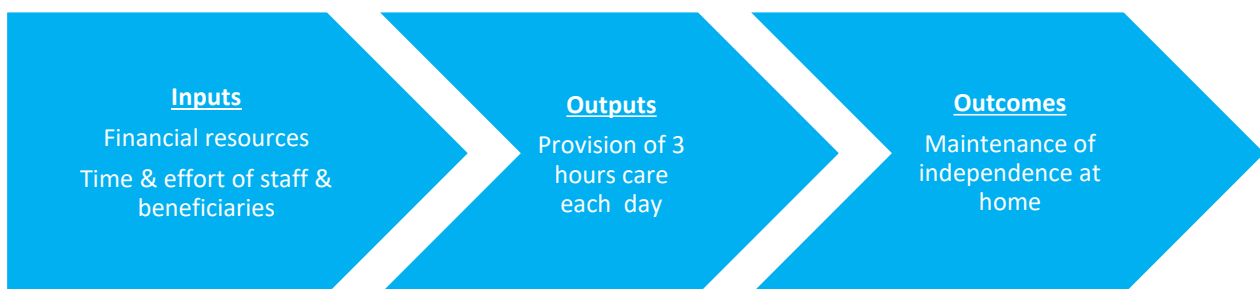 Inputs
Financial resources
Time & effort of staff &
beneficiaries
Outputs
Provision of 3
hours care
each  day
Outcomes
Maintenance of
independence at
home